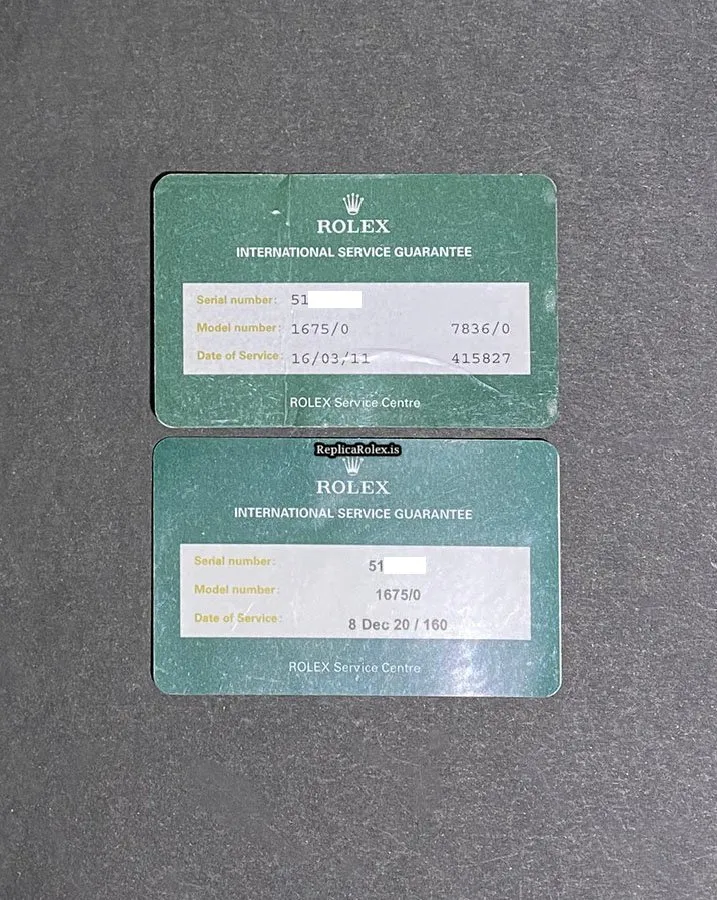 ROLEX
INTERNATIONAL SERVICE GUARANTEE
Serial number: 51
Model number: 1675/0 7836/0
Date of Service: 16/03/11 415827
ROLEX Service Centre
ReplicaRolex.is
ROLEX
INTERNATIONAL SERVICE GUARANTEE
Serial number: 51
Model number: 1675/0
Date of Service: 8 Dec 20 / 160
ROLEX Service Centre